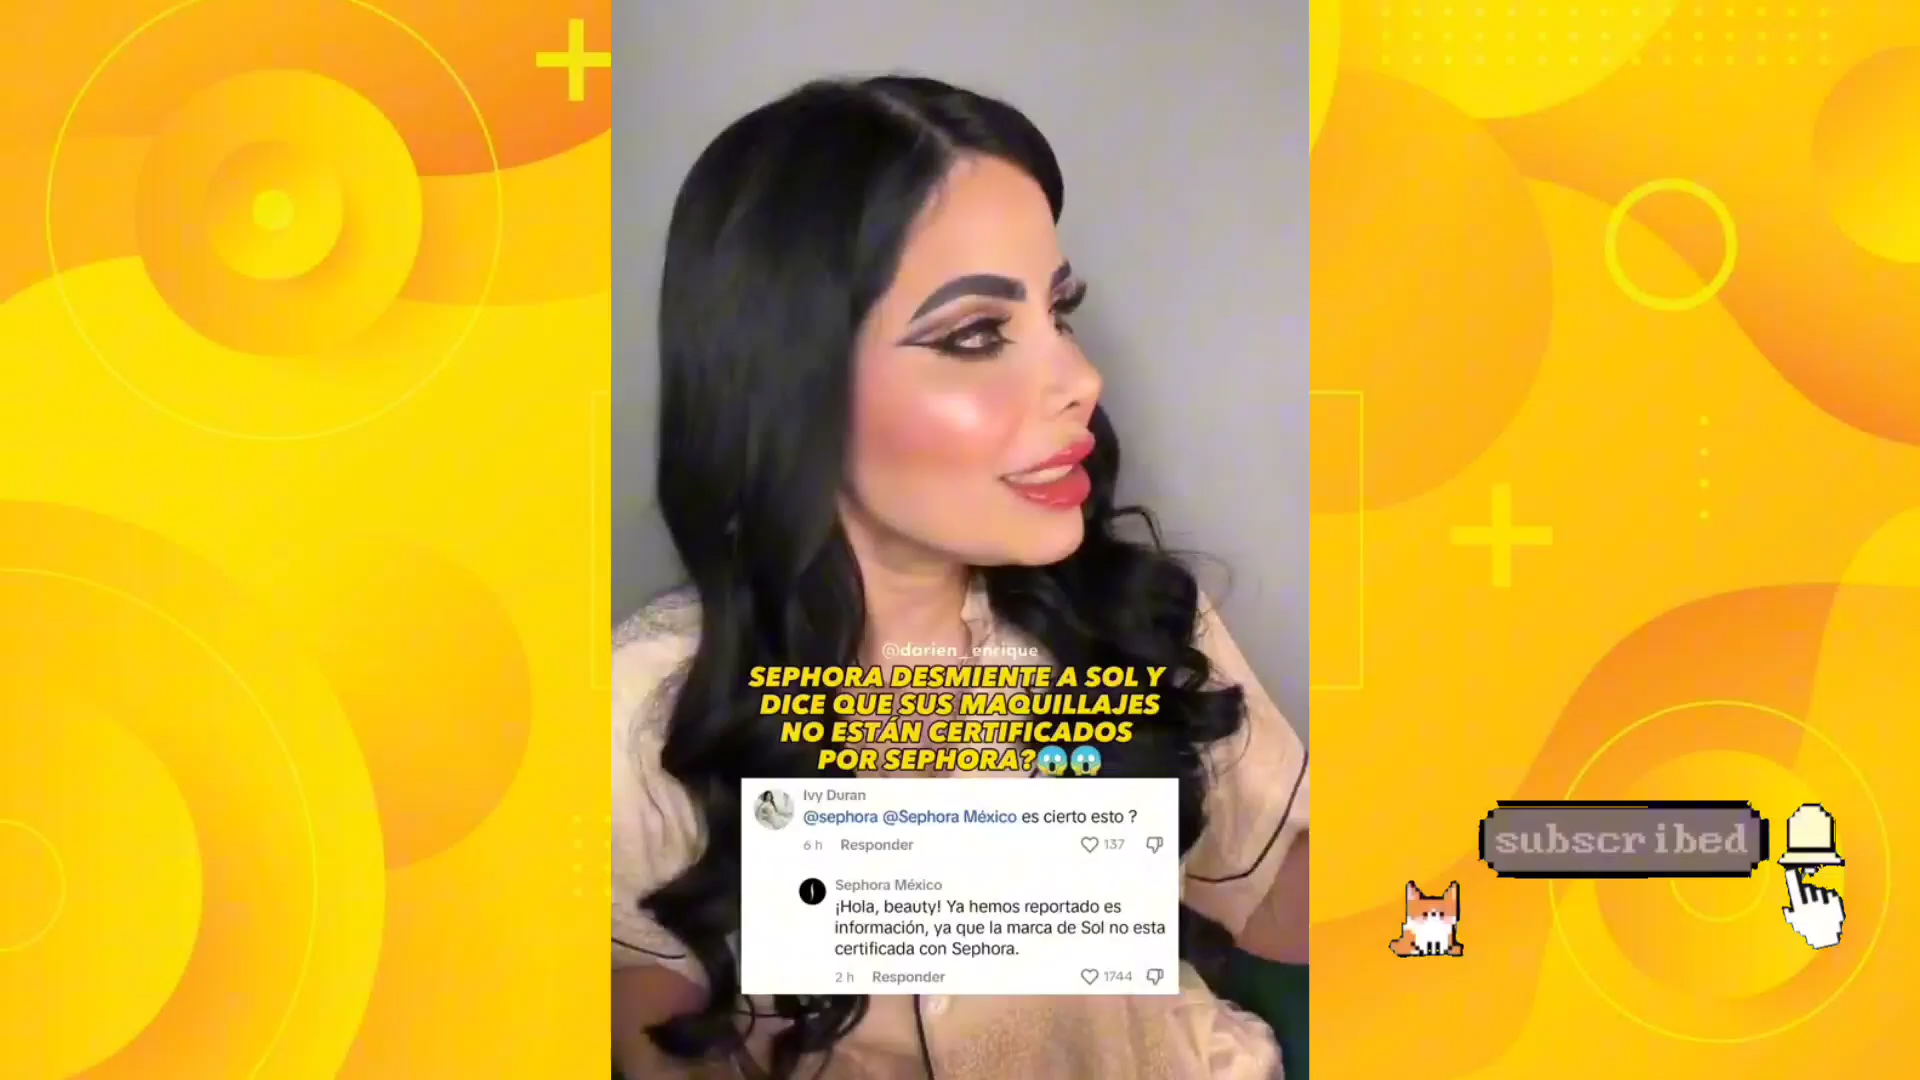 @darien_enrique
SEPHORA DESMIENTE A SOL Y
DICE QUE SUS MAQUILLAJES
NO ESTÁN CERTIFICADOS
POR SEPHORA?😱😱
Ivy Duran
@sephora @Sephora México es cierto esto ?
6 h Responder 137
Sephora México
¡Hola, beauty! Ya hemos reportado es
información, ya que la marca de Sol no esta
certificada con Sephora.
2 h Responder 1744
subscribed